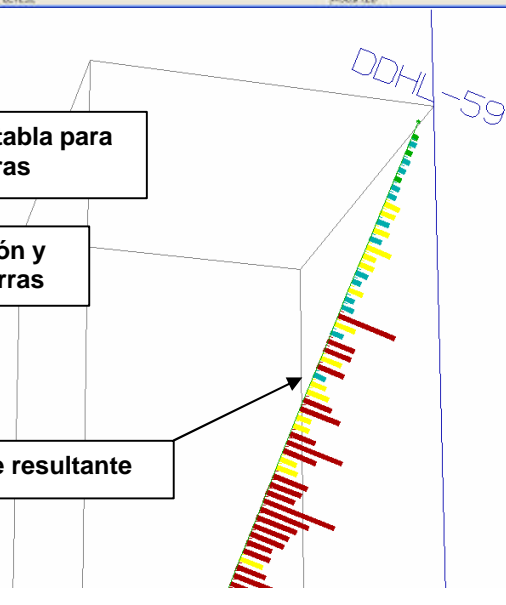 DDHL-59
tabla para
ras
ón y
rras
e resultante